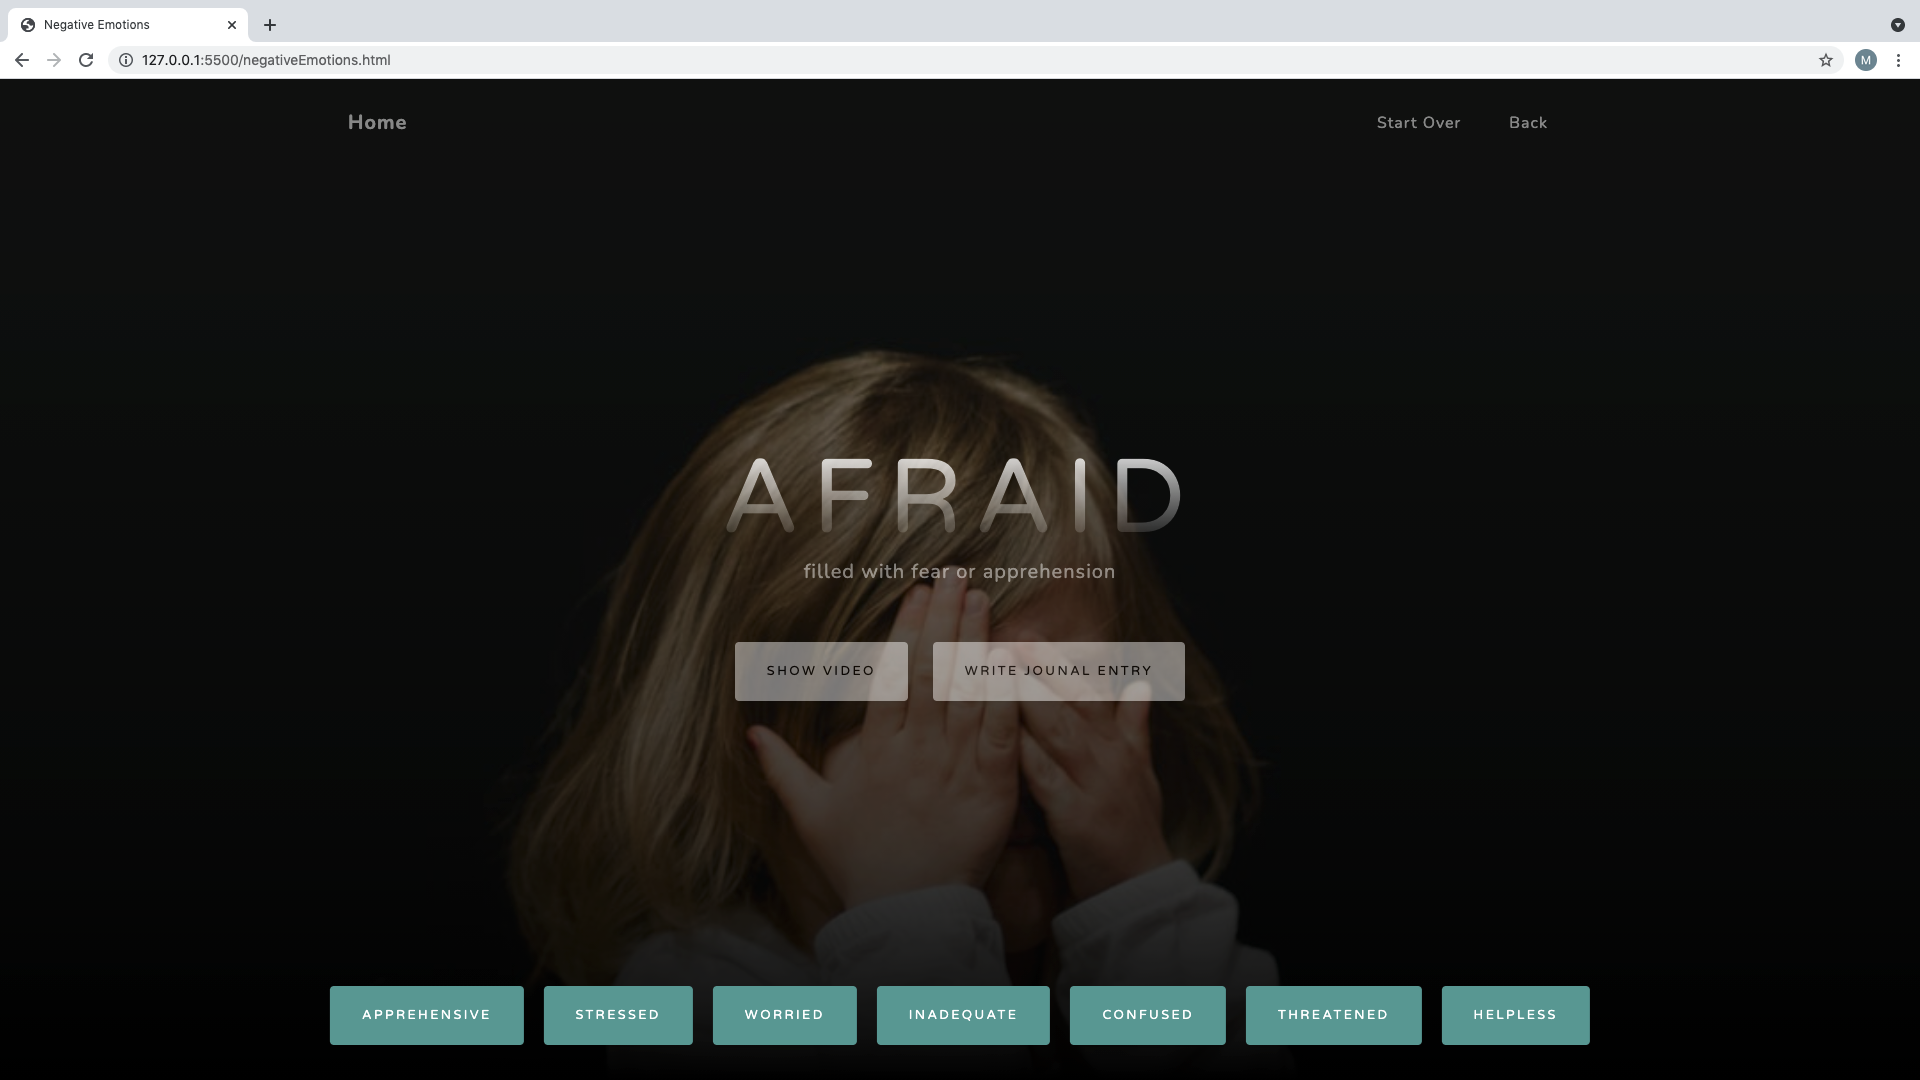 Negative Emotions
127.0.0.1:5500/negativeEmotions.html
M
Home
Start Over
Back
AFRAID
filled with fear or apprehension
SHOW VIDEO
WRITE JOUNAL ENTRY
APPREHENSIVE
STRESSED
WORRIED
INADEQUATE
CONFUSED
THREATENED
HELPLESS